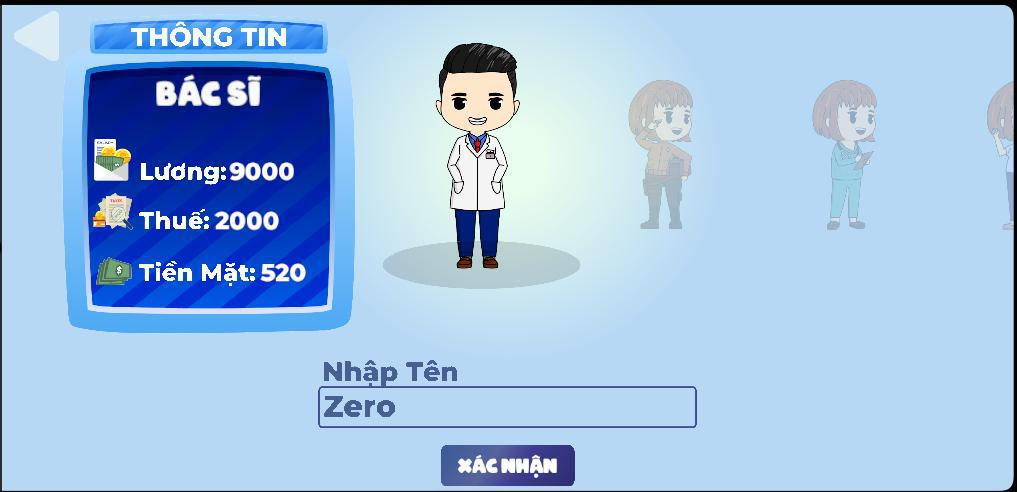 THÔNG TIN
BÁC SĨ
Lương: 9000
Thuế: 2000
Tiền Mặt: 520
Nhập Tên
Zero
XÁC NHẬN